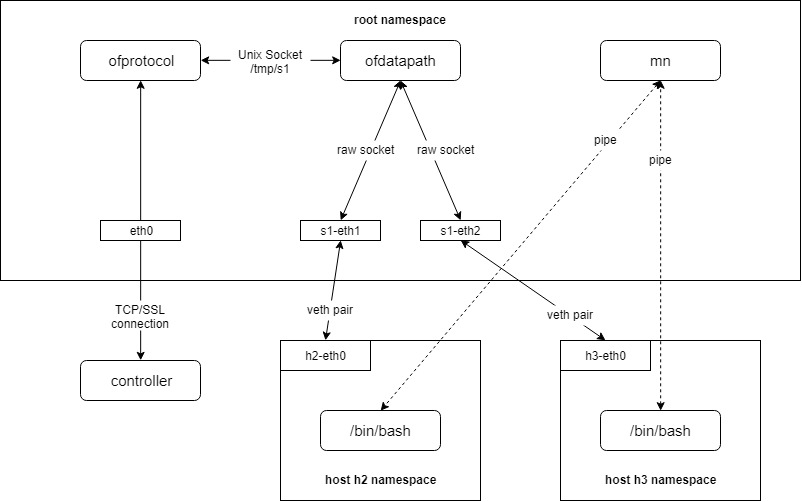 root namespace
ofprotocol
Unix Socket
/tmp/s1
ofdatapath
mn
pipe
raw socket
raw socket
pipe
eth0
s1-eth1
s1-eth2
TCP/SSL
connection
veth pair
veth pair
h2-eth0
h3-eth0
controller
/bin/bash
/bin/bash
host h2 namespace
host h3 namespace